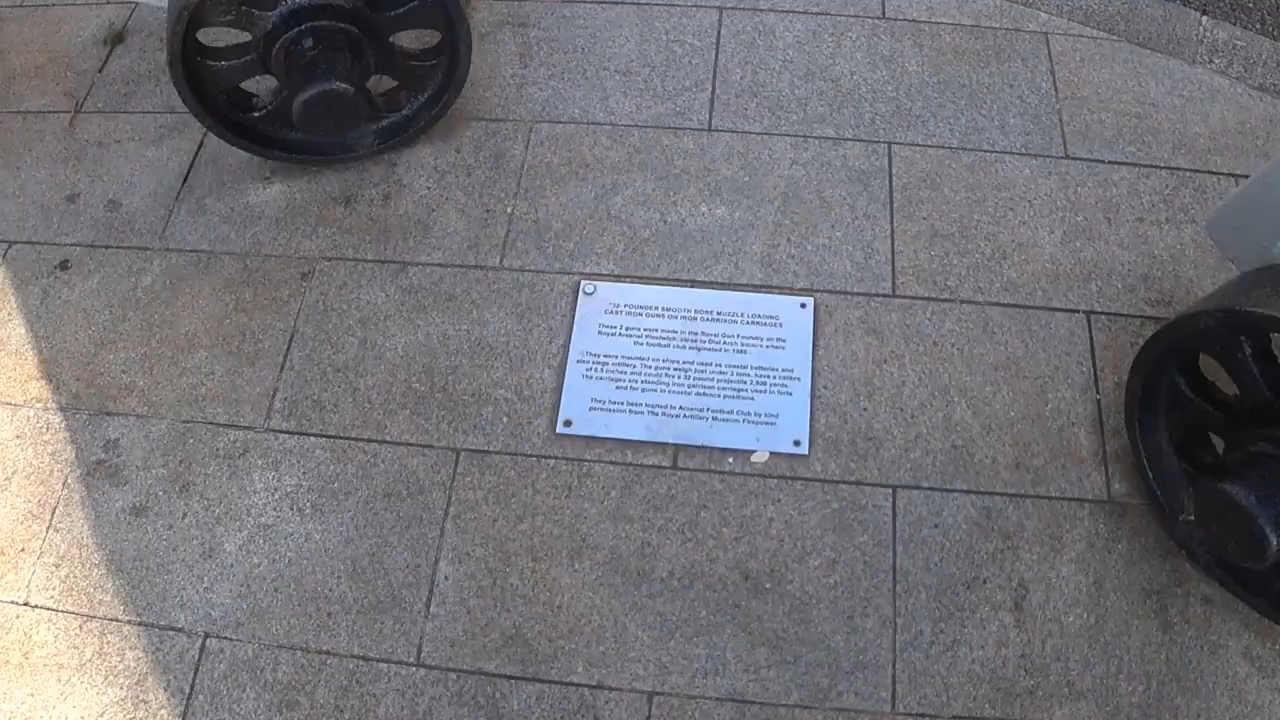 "32- POUNDER SMOOTH BORE MUZZLE LOADING
CAST IRON GUNS ON IRON GARRISON CARRIAGES
These 2 guns were made in the Royal Gun Foundry on the
Royal Arsenal Woolwich, close to Dial Arch Square where
the football club originated in 1886
They were mounted on ships and used as coastal batteries and
also siege artillery. The guns weigh just under 3 tons, have a calibre
of 6.5 inches and could fire a 32 pound projectile 2,900 yards.
The carriages are standing iron garrison carriages used in forts
and for guns in coastal defence positions.
They have been loaned to Arsenal Football Club by kind
permission from The Royal Artillery Museum Firepower.